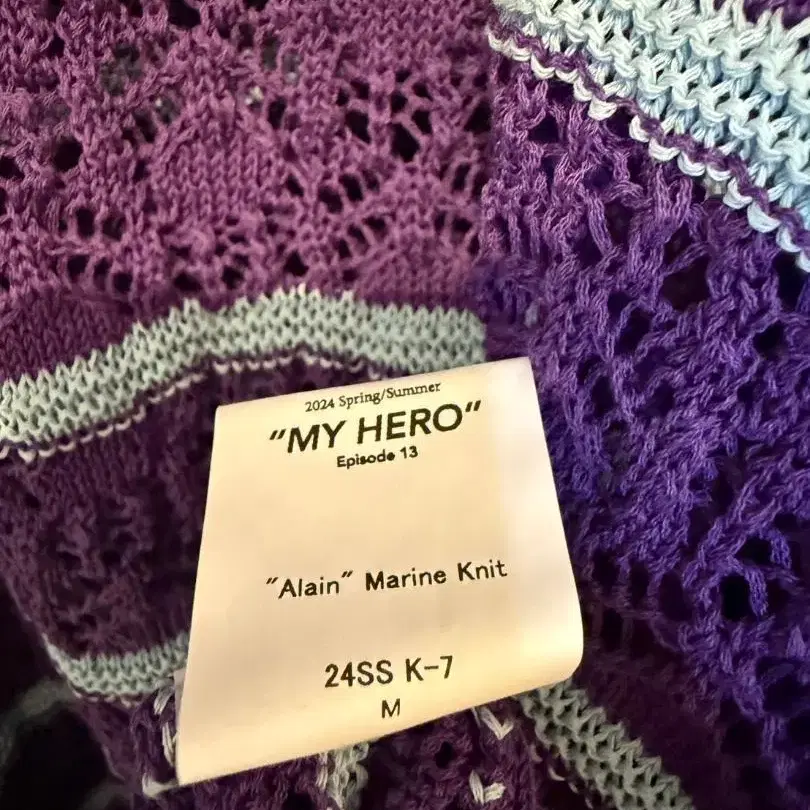 2024 Spring/Summer
"MY HERO"
Episode 13
"Alain" Marine Knit
24SS K-7
M